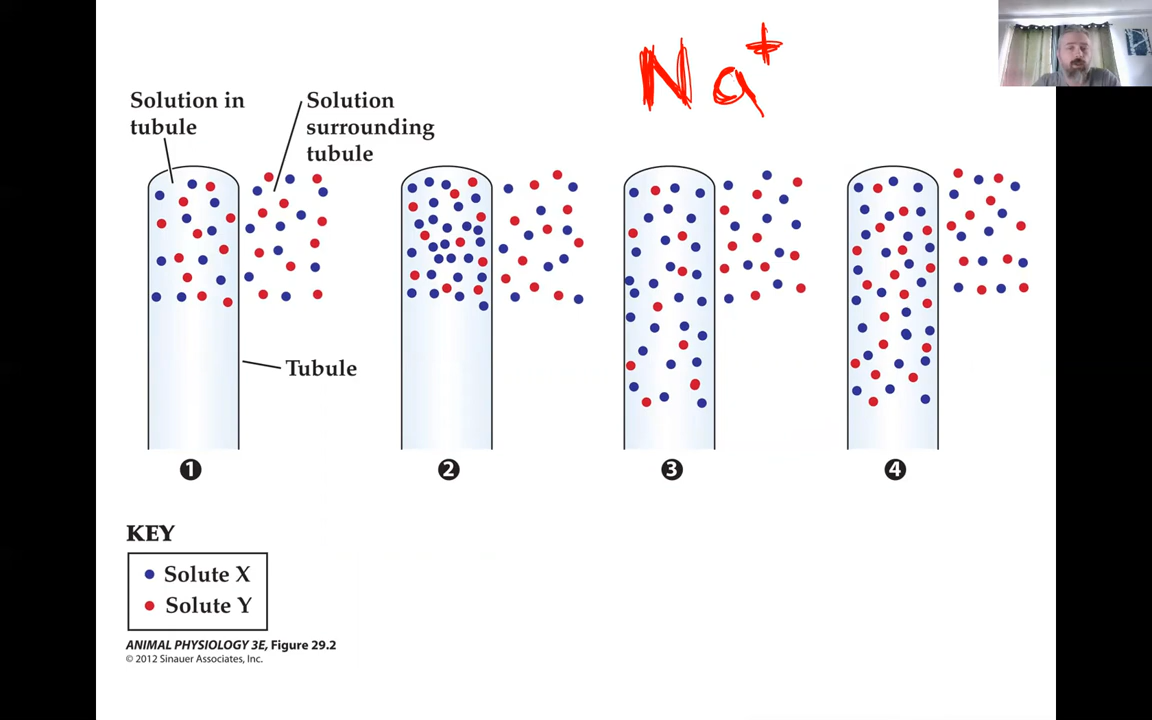 Na+
Solution in
tubule
Solution
surrounding
tubule
Tubule
1
2
3
4
KEY
Solute X
Solute Y
ANIMAL PHYSIOLOGY 3E, Figure 29.2
© 2012 Sinauer Associates, Inc.